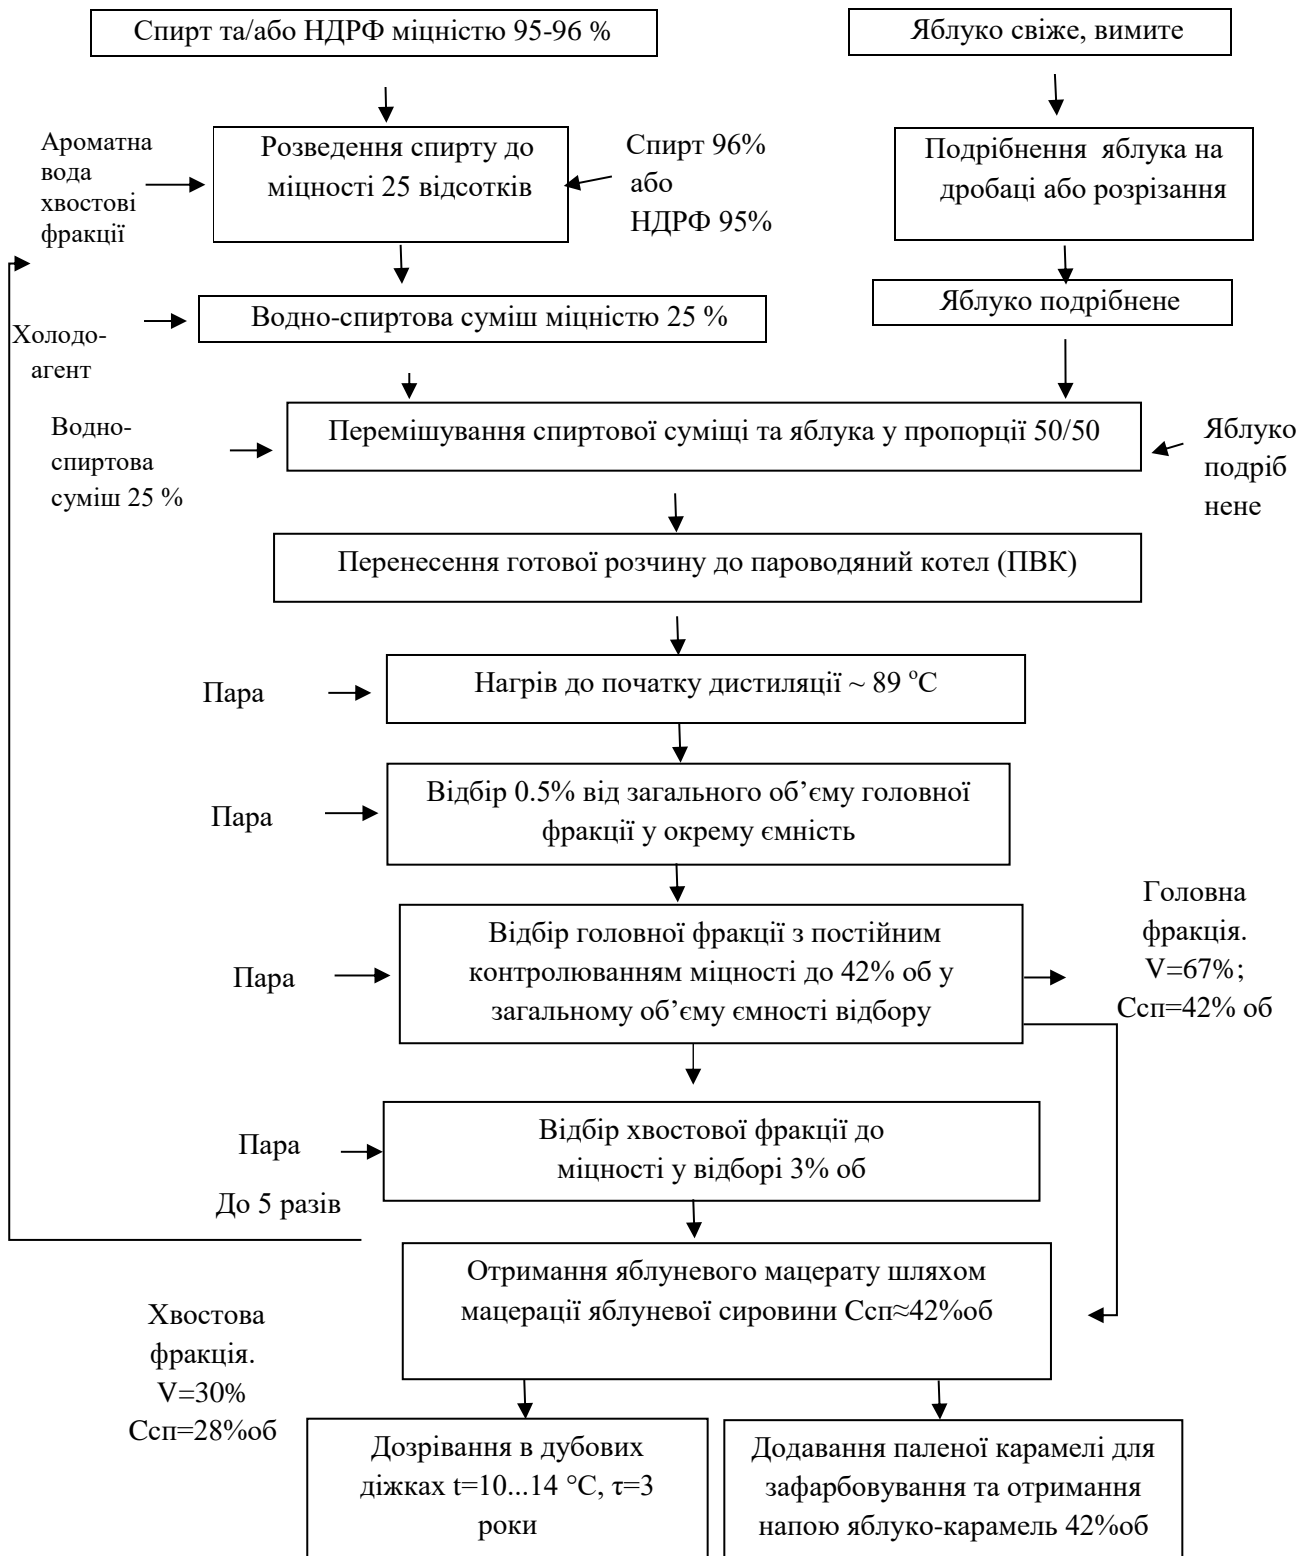 Спирт та/або НДРФ міцністю 95-96 %
Яблуко свіже, вимите
Ароматна
вода
хвостові
фракції
Розведення спирту до
міцності 25 відсотків
Спирт 96%
або
НДРФ 95%
Подрібнення яблука на
дробаці або розрізання
Холодо-
агент
Водно-спиртова суміш міцністю 25 %
Яблуко подрібнене
Водно-
спиртова
суміш 25 %
Перемішування спиртової суміщі та яблука у пропорції 50/50
Яблуко
подріб
нене
Перенесення готової розчину до пароводяний котел (ПВК)
Пара
Нагрів до початку дистиляції ~ 89 °С
Пара
Відбір 0.5% від загального об’єму головної
фракції у окрему ємність
Пара
Відбір головної фракції з постійним
контролюванням міцності до 42% об у
загальному об’єму ємності відбору
Головна
фракція.
V=67%;
Ссп=42% об
Пара
До 5 разів
Відбір хвостової фракції до
міцності у відборі 3% об
Отримання яблуневого мацерату шляхом
мацерації яблуневої сировини Ссп≈42%об
Хвостова
фракція.
V=30%
Ссп=28%об
Дозрівання в дубових
діжках t=10...14 °С, τ=3
роки
Додавання паленої карамелі для
зафарбовування та отримання
напою яблуко-карамель 42%об